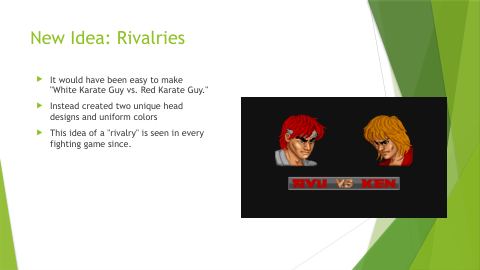 New Idea: Rivalries
It would have been easy to make
"White Karate Guy vs. Red Karate Guy."
Instead created two unique head
designs and uniform colors
This idea of a "rivalry" is seen in every
fighting game since.
RYU VS KEN